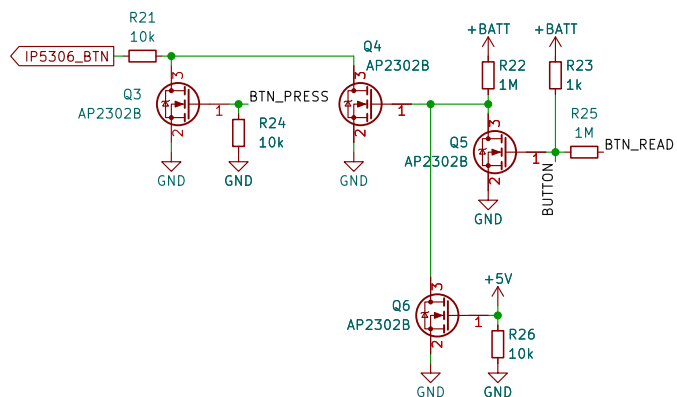 R21
10k
IP5306_BTN
Q3
AP2302B
3
1
2
GND
BTN_PRESS
R24
10k
GND
Q4
AP2302B
3
1
2
GND
+BATT
R22
1M
+BATT
R23
1k
Q5
AP2302B
3
1
2
GND
R25
1M
BTN_READ
BUTTON
Q6
AP2302B
3
1
2
GND
+5V
R26
10k
GND